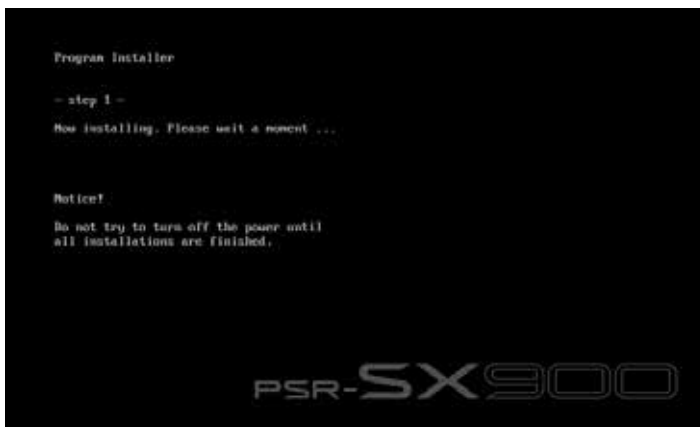 Program Installer
- step 1 -
Now installing. Please wait a moment ...
Notice!
Do not try to turn off the power until
all installations are finished.
PSR-SX900